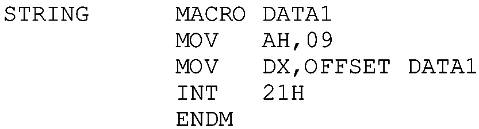 STRING MACRO DATA1
MOV AH,09
MOV DX,OFFSET DATA1
INT 21H
ENDM